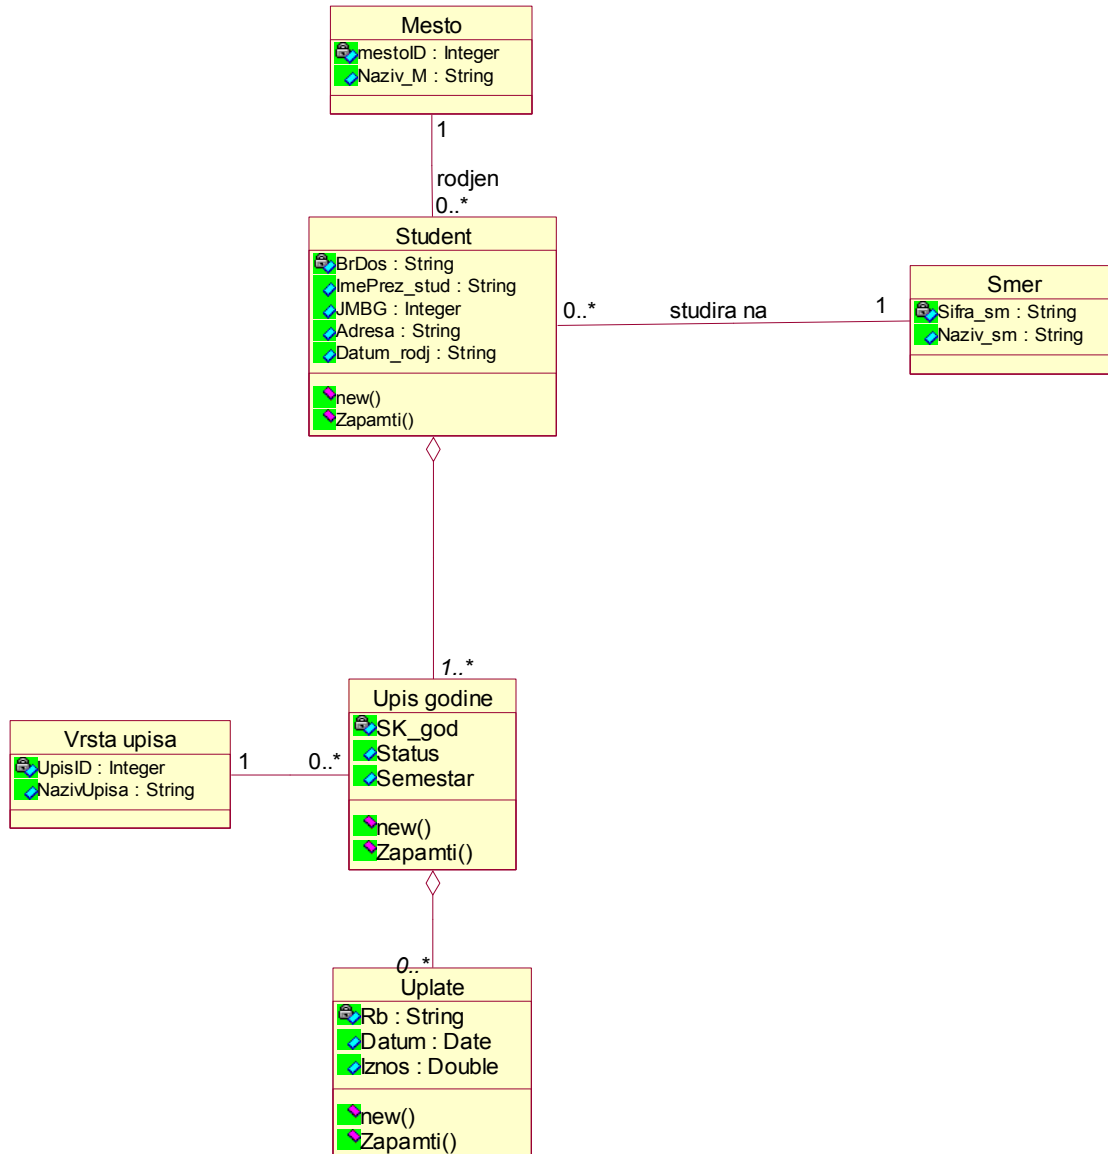 Mesto
mestoID : Integer
Naziv_M : String
1
rodjen
0..*
Student
BrDos : String
ImePrez_stud : String
JMBG : Integer
Adresa : String
Datum_rodj : String
new()
Zapamti()
0..*
studira na
1
Smer
Sifra_sm : String
Naziv_sm : String
1..*
Upis godine
SK_god
Status
Semestar
new()
Zapamti()
Vrsta upisa
UpisID : Integer
NazivUpisa : String
1
0..*
0..*
Uplate
Rb : String
Datum : Date
Iznos : Double
new()
Zapamti()